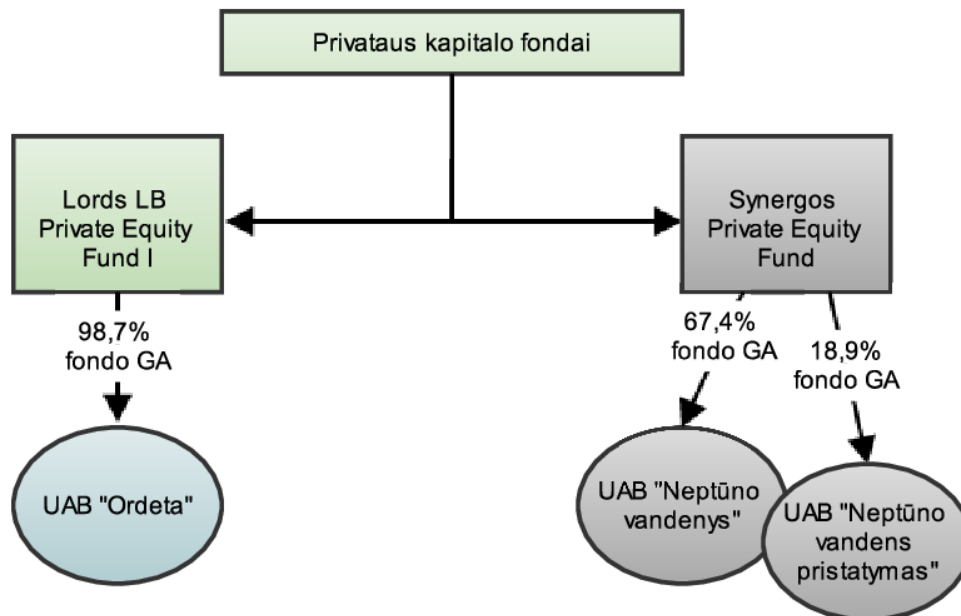 Privataus kapitalo fondai
Lords LB
Private Equity
Fund I
Synergos
Private Equity
Fund
98,7%
fondo GA
67,4%
fondo GA
18,9%
fondo GA
UAB "Ordeta"
UAB "Neptūno
vandenys"
UAB "Neptūno
vandens
pristatymas"